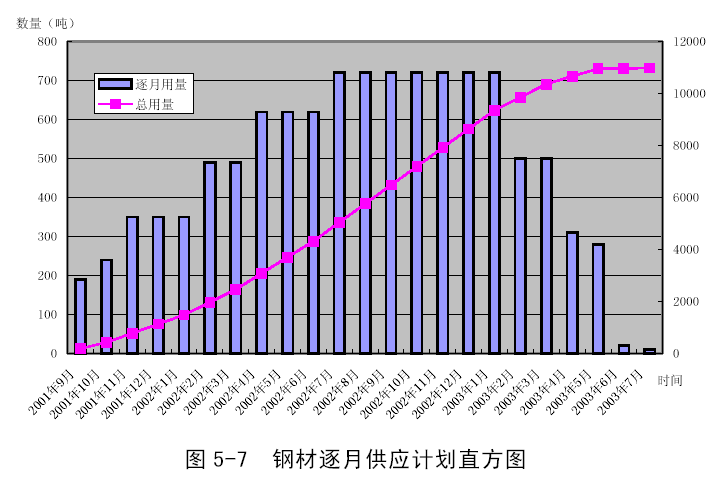 数量（吨）
800
700
600
500
400
300
200
100
0
12000
10000
8000
6000
4000
2000
0
逐月用量
总用量
2001年9月
2001年10月
2001年11月
2001年12月
2002年1月
2002年2月
2002年3月
2002年4月
2002年5月
2002年6月
2002年7月
2002年8月
2002年9月
2002年10月
2002年11月
2002年12月
2003年1月
2003年2月
2003年3月
2003年4月
2003年5月
2003年6月
2003年7月
时间
图 5-7 钢材逐月供应计划直方图